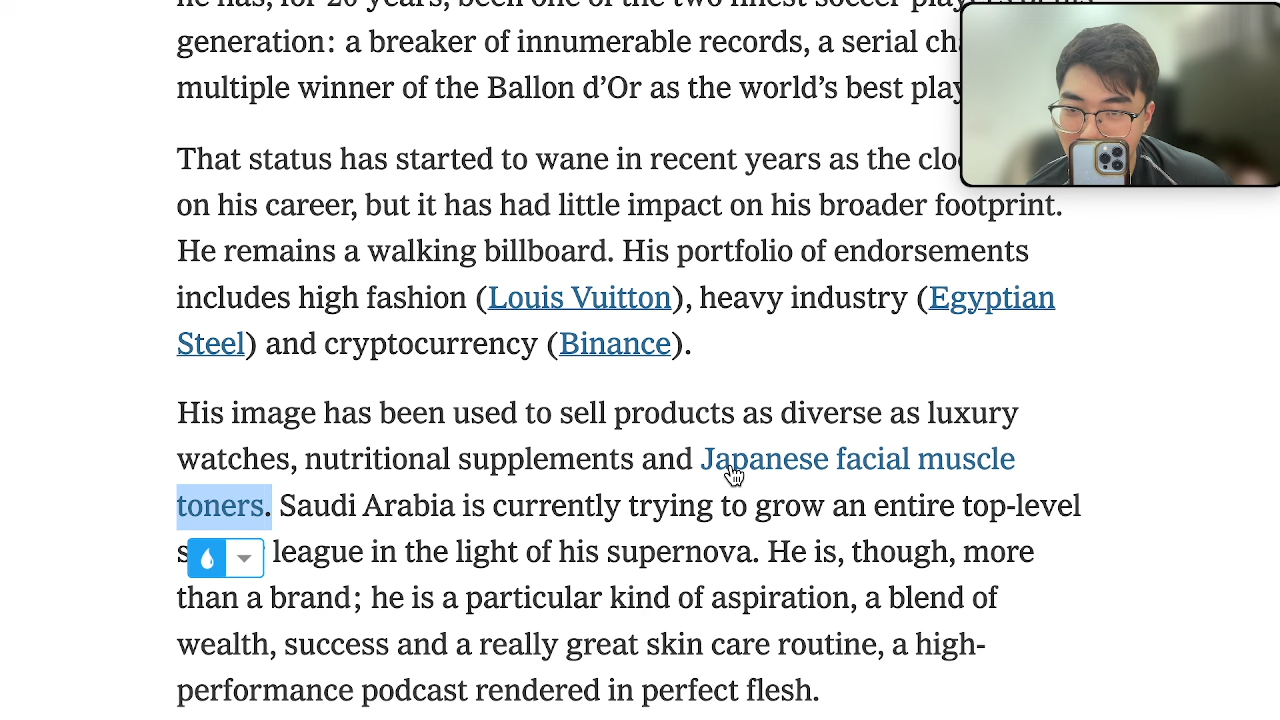 generation: a breaker of innumerable records, a serial
multiple winner of the Ballon d’Or as the world’s best
That status has started to wane in recent years as the
on his career, but it has had little impact on his broader footprint.
He remains a walking billboard. His portfolio of endorsements
includes high fashion (Louis Vuitton), heavy industry (Egyptian
Steel) and cryptocurrency (Binance).
His image has been used to sell products as diverse as luxury
watches, nutritional supplements and Japanese facial muscle
toners. Saudi Arabia is currently trying to grow an entire top-level
league in the light of his supernova. He is, though, more
than a brand; he is a particular kind of aspiration, a blend of
wealth, success and a really great skin care routine, a high-
performance podcast rendered in perfect flesh.